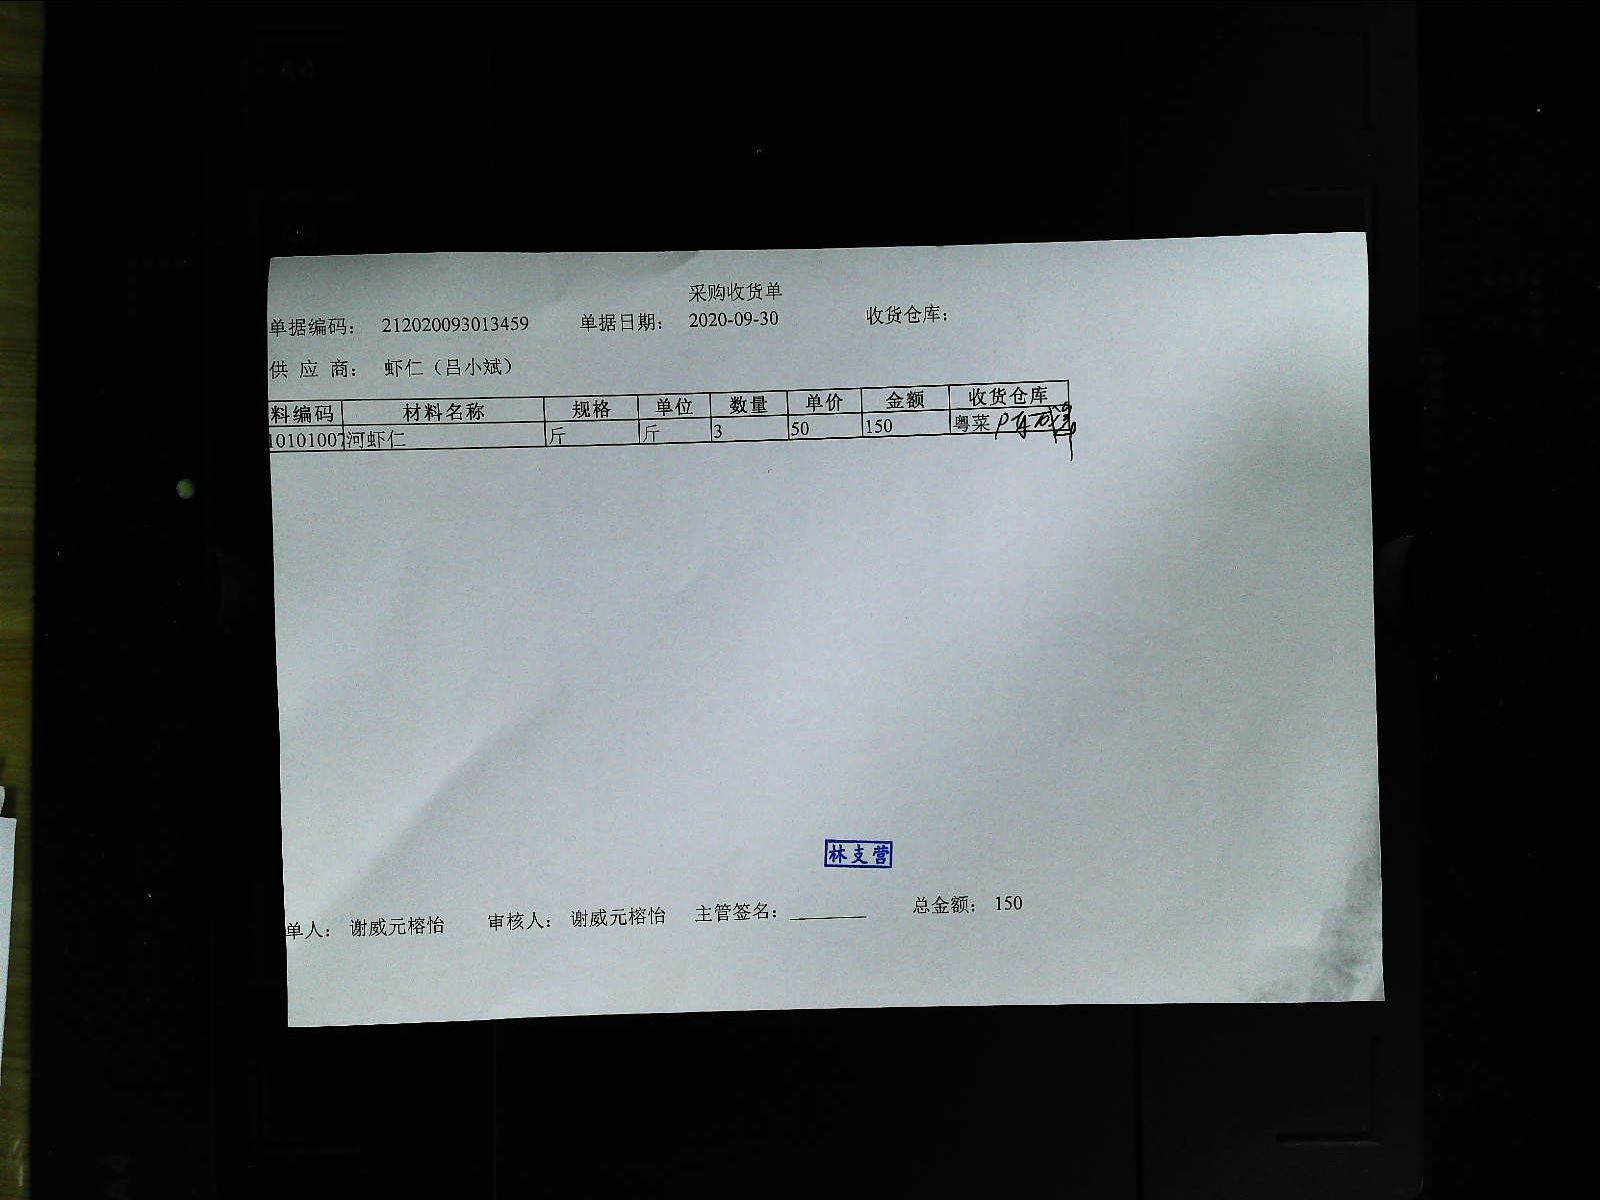 采购收货单
单据编码： 212020093013459 单据日期： 2020-09-30 收货仓库：
供 应 商： 虾仁（吕小斌）
料编码 材料名称 规格 单位 数量 单价 金额 收货仓库
10101007 河虾仁 斤 斤 3 50 150 粤菜
林支营
单人： 谢威元榕怡 审核人： 谢威元榕怡 主管签名： 总金额： 150